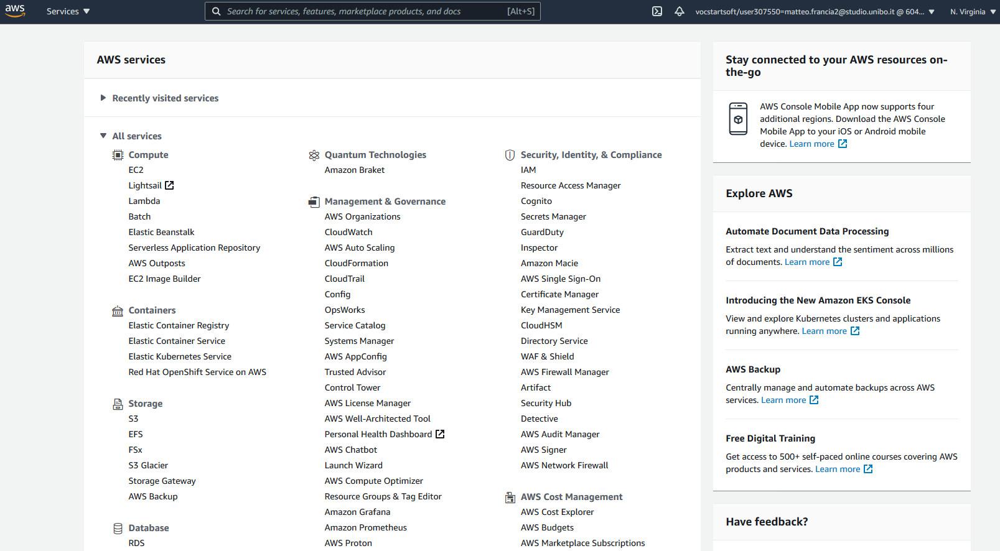 aws
Services
Search for services, features, marketplace products, and docs
[Alt+S]
vocstartsoft/user307550=matteo.francia2@studio.unibo.it @ 604...
N. Virginia
AWS services
Recently visited services
All services
Compute
EC2
Lightsail
Lambda
Batch
Elastic Beanstalk
Serverless Application Repository
AWS Outposts
EC2 Image Builder
Containers
Elastic Container Registry
Elastic Container Service
Elastic Kubernetes Service
Red Hat OpenShift Service on AWS
Storage
S3
EFS
FSx
S3 Glacier
Storage Gateway
AWS Backup
Database
RDS
Quantum Technologies
Amazon Braket
Management & Governance
AWS Organizations
CloudWatch
AWS Auto Scaling
CloudFormation
CloudTrail
Config
OpsWorks
Service Catalog
Systems Manager
AWS AppConfig
Trusted Advisor
Control Tower
AWS License Manager
AWS Well-Architected Tool
Personal Health Dashboard
AWS Chatbot
Launch Wizard
AWS Compute Optimizer
Resource Groups & Tag Editor
Amazon Grafana
Amazon Prometheus
AWS Proton
Security, Identity, & Compliance
IAM
Resource Access Manager
Cognito
Secrets Manager
GuardDuty
Inspector
Amazon Macie
AWS Single Sign-On
Certificate Manager
Key Management Service
CloudHSM
Directory Service
WAF & Shield
AWS Firewall Manager
Artifact
Security Hub
Detective
AWS Audit Manager
AWS Signer
AWS Network Firewall
AWS Cost Management
AWS Cost Explorer
AWS Budgets
AWS Marketplace Subscriptions
Stay connected to your AWS resources on-
the-go
AWS Console Mobile App now supports four
additional regions. Download the AWS Console
Mobile App to your iOS or Android mobile
device. Learn more
Explore AWS
Automate Document Data Processing
Extract text and understand the sentiment across millions
of documents. Learn more
Introducing the New Amazon EKS Console
View and explore Kubernetes clusters and applications
running anywhere. Learn more
AWS Backup
Centrally manage and automate backups across AWS
services. Learn more
Free Digital Training
Get access to 500+ self-paced online courses covering AWS
products and services. Learn more
Have feedback?